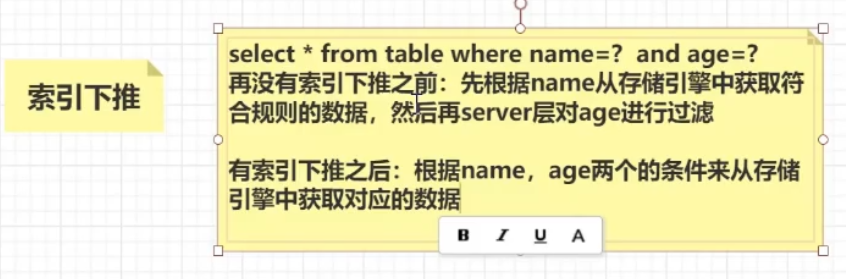 索引下推
select * from table where name=？ and age=？
再没有索引下推之前：先根据name从存储引擎中获取符
合规则的数据，然后再server层对age进行过滤
有索引下推之后：根据name，age两个的条件来从存储
引擎中获取对应的数据
B I U A